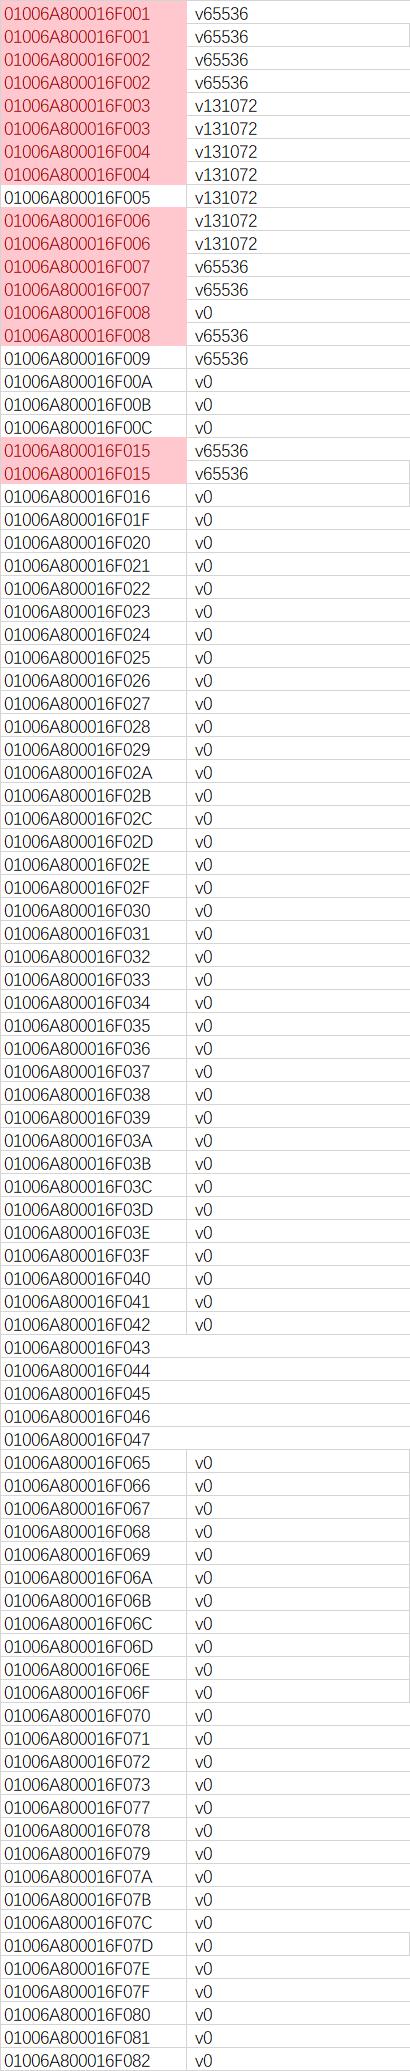 01006A800016F001 v65536
01006A800016F001 v65536
01006A800016F002 v65536
01006A800016F002 v65536
01006A800016F003 v131072
01006A800016F003 v131072
01006A800016F004 v131072
01006A800016F004 v131072
01006A800016F005 v131072
01006A800016F006 v131072
01006A800016F006 v131072
01006A800016F007 v65536
01006A800016F007 v65536
01006A800016F008 v0
01006A800016F008 v65536
01006A800016F009 v65536
01006A800016F00A v0
01006A800016F00B v0
01006A800016F00C v0
01006A800016F015 v65536
01006A800016F015 v65536
01006A800016F016 v0
01006A800016F01F v0
01006A800016F020 v0
01006A800016F021 v0
01006A800016F022 v0
01006A800016F023 v0
01006A800016F024 v0
01006A800016F025 v0
01006A800016F026 v0
01006A800016F027 v0
01006A800016F028 v0
01006A800016F029 v0
01006A800016F02A v0
01006A800016F02B v0
01006A800016F02C v0
01006A800016F02D v0
01006A800016F02E v0
01006A800016F02F v0
01006A800016F030 v0
01006A800016F031 v0
01006A800016F032 v0
01006A800016F033 v0
01006A800016F034 v0
01006A800016F035 v0
01006A800016F036 v0
01006A800016F037 v0
01006A800016F038 v0
01006A800016F039 v0
01006A800016F03A v0
01006A800016F03B v0
01006A800016F03C v0
01006A800016F03D v0
01006A800016F03E v0
01006A800016F03F v0
01006A800016F040 v0
01006A800016F041 v0
01006A800016F042 v0
01006A800016F043
01006A800016F044
01006A800016F045
01006A800016F046
01006A800016F047
01006A800016F065 v0
01006A800016F066 v0
01006A800016F067 v0
01006A800016F068 v0
01006A800016F069 v0
01006A800016F06A v0
01006A800016F06B v0
01006A800016F06C v0
01006A800016F06D v0
01006A800016F06E v0
01006A800016F06F v0
01006A800016F070 v0
01006A800016F071 v0
01006A800016F072 v0
01006A800016F073 v0
01006A800016F077 v0
01006A800016F078 v0
01006A800016F079 v0
01006A800016F07A v0
01006A800016F07B v0
01006A800016F07C v0
01006A800016F07D v0
01006A800016F07E v0
01006A800016F07F v0
01006A800016F080 v0
01006A800016F081 v0
01006A800016F082 v0